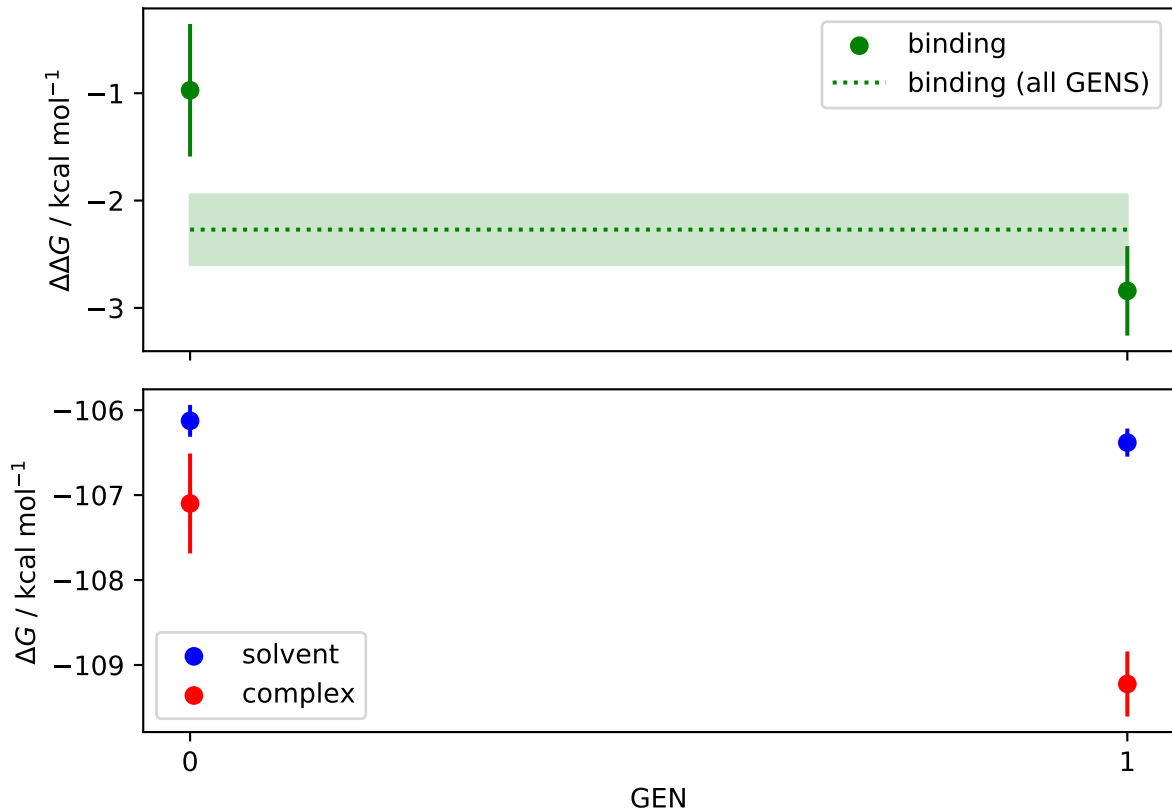 binding
binding (all GENS)
−1
−2
−3
ΔΔG / kcal mol⁻¹
−106
−107
−108
−109
ΔG / kcal mol⁻¹
solvent
complex
0
1
GEN